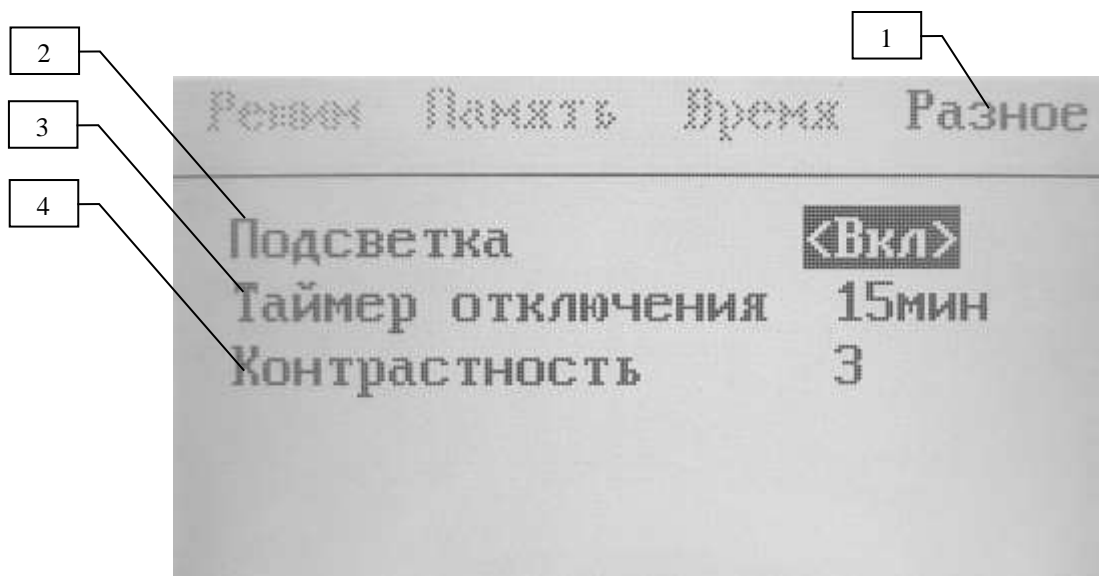 1
2
Режим Память Время Разное
3
4
Подсветка <Вкл>
Таймер отключения 15мин
Контрастность 3